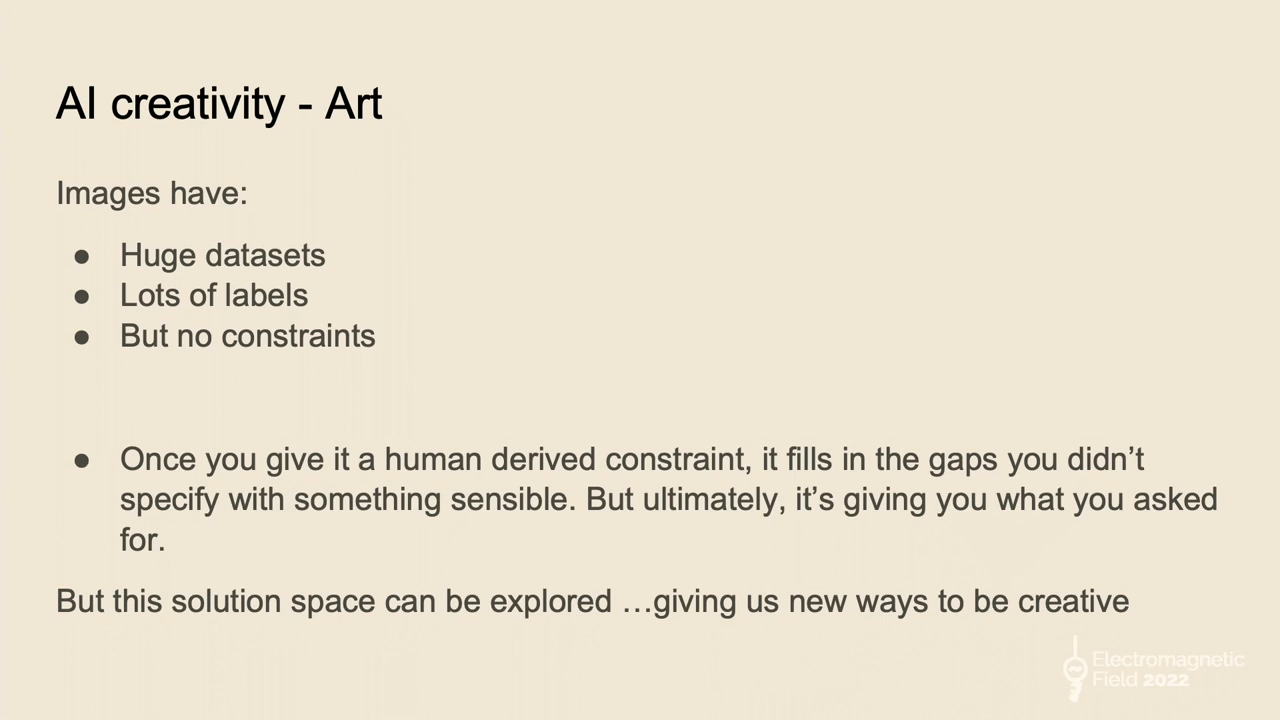 AI creativity - Art
Images have:
● Huge datasets
● Lots of labels
● But no constraints
● Once you give it a human derived constraint, it fills in the gaps you didn’t
specify with something sensible. But ultimately, it’s giving you what you asked
for.
But this solution space can be explored …giving us new ways to be creative
Electromagnetic
Field 2022